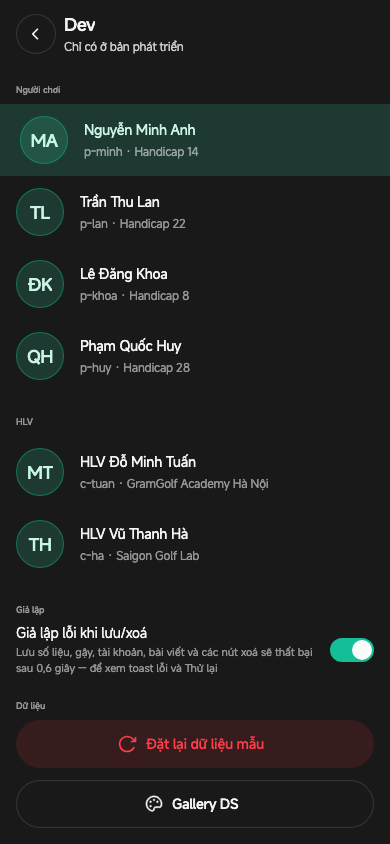 Dev
Chỉ có ở bản phát triển
Người chơi
MA
Nguyễn Minh Anh
p-minh · Handicap 14
TL
Trần Thu Lan
p-lan · Handicap 22
ĐK
Lê Đăng Khoa
p-khoa · Handicap 8
QH
Phạm Quốc Huy
p-huy · Handicap 28
HLV
MT
HLV Đỗ Minh Tuấn
c-tuan · GramGolf Academy Hà Nội
TH
HLV Vũ Thanh Hà
c-ha · Saigon Golf Lab
Giả lập
Giả lập lỗi khi lưu/xoá
Lưu số liệu, gậy, tài khoản, bài viết và các nút xoá sẽ thất bại
sau 0,6 giây — để xem toast lỗi và Thử lại
Dữ liệu
Đặt lại dữ liệu mẫu
Gallery DS